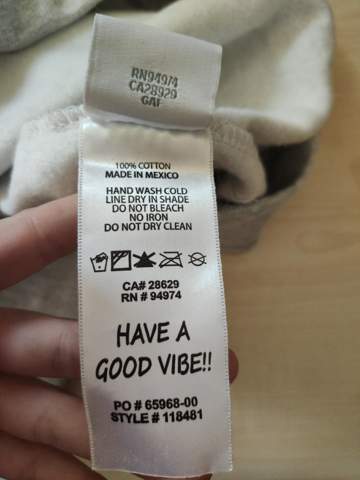 RN94974
CA28929
GAF
100% COTTON
MADE IN MEXICO
HAND WASH COLD
LINE DRY IN SHADE
DO NOT BLEACH
NO IRON
DO NOT DRY CLEAN
CA# 28629
RN # 94974
HAVE A
GOOD VIBE!!
PO # 65968-00
STYLE # 118481